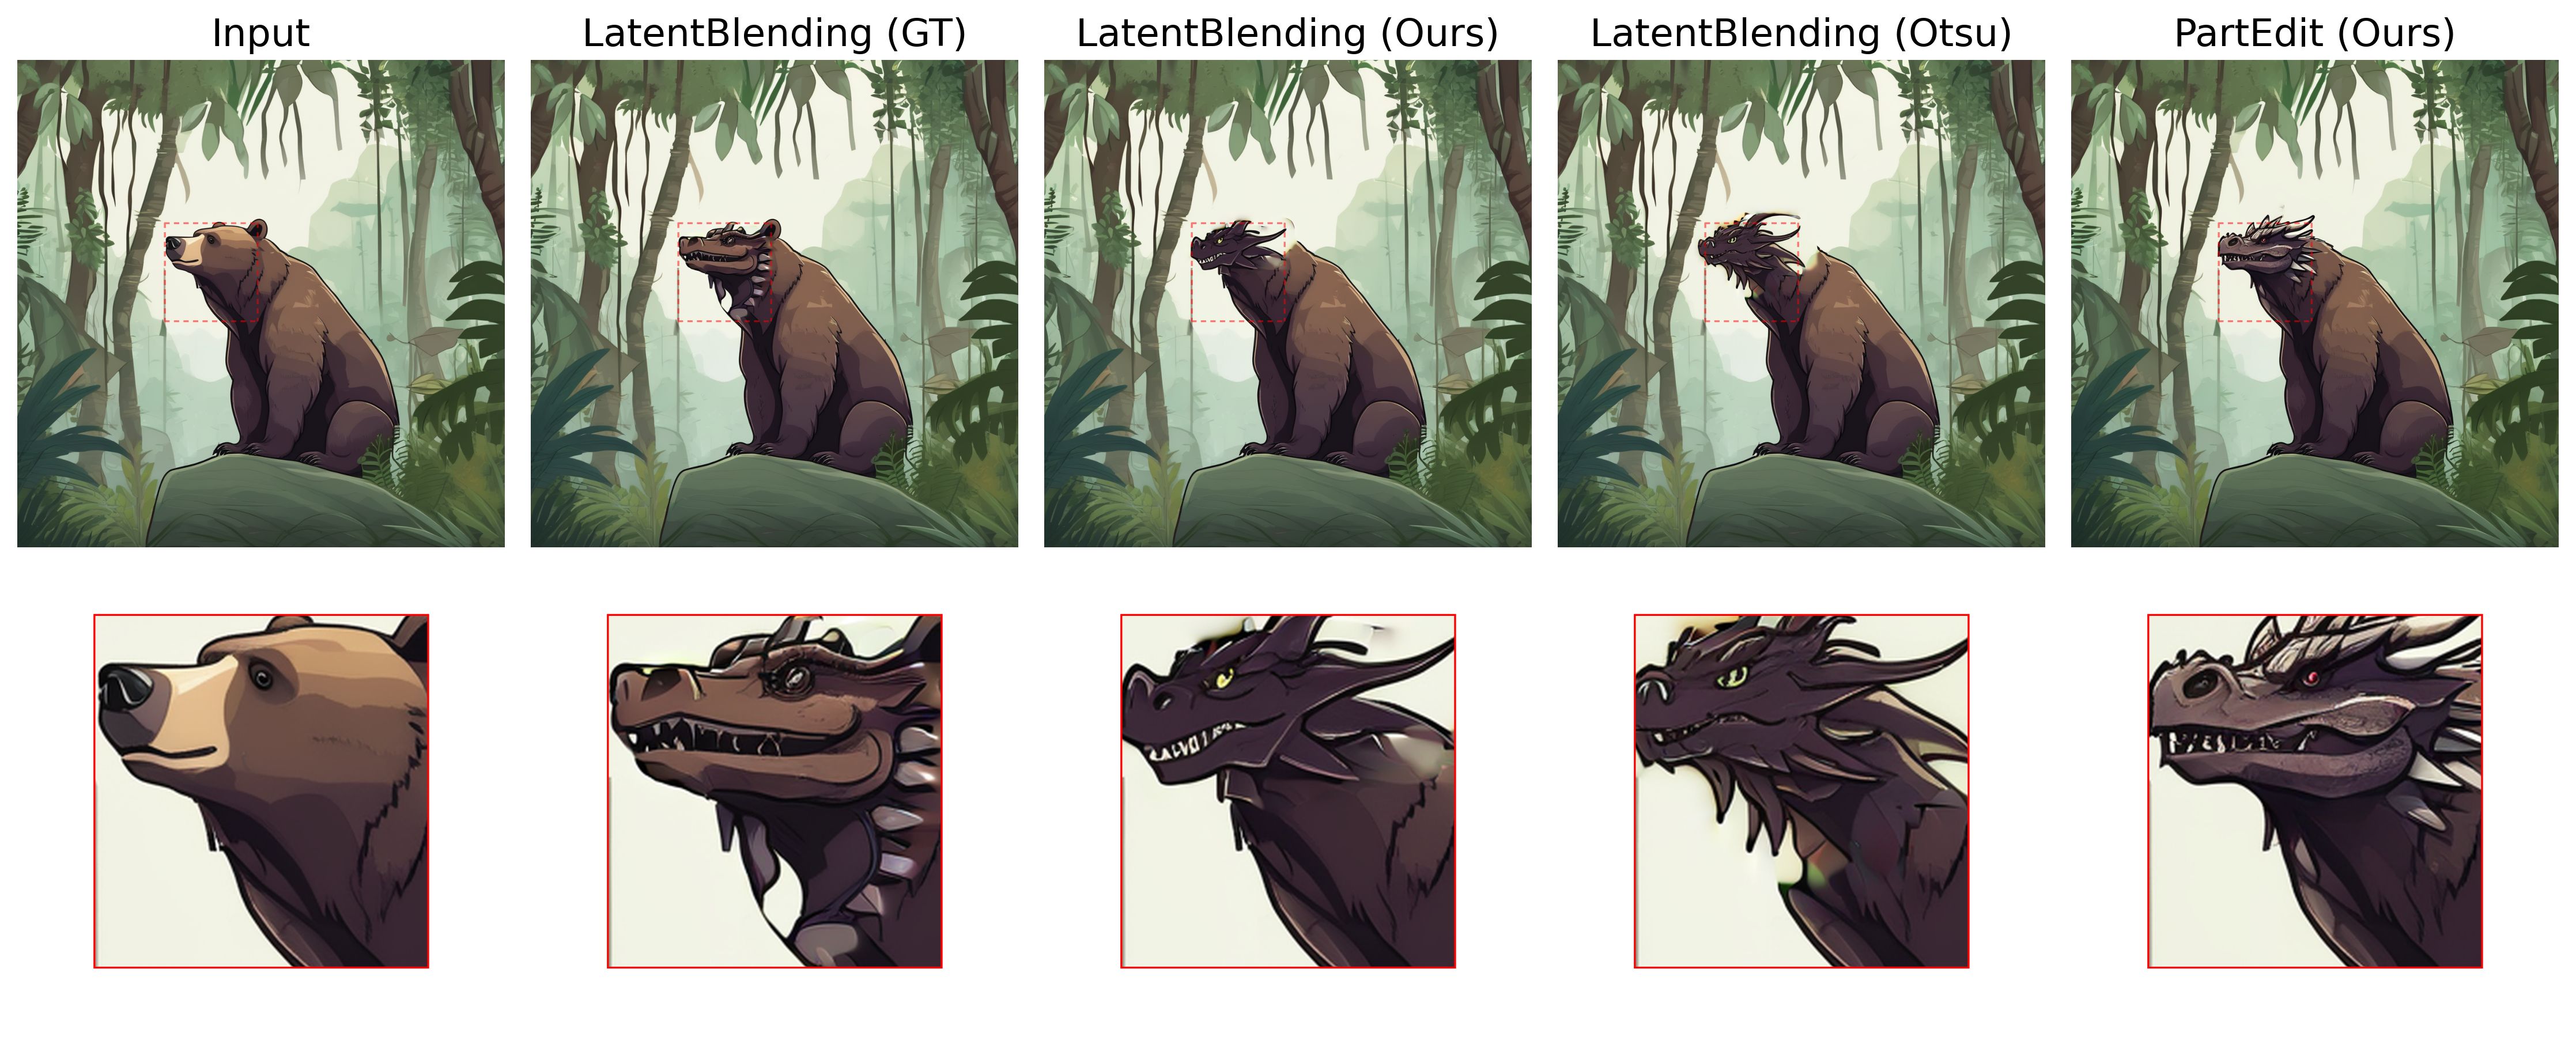 Input
LatentBlending (GT)
LatentBlending (Ours)
LatentBlending (Otsu)
PartEdit (Ours)